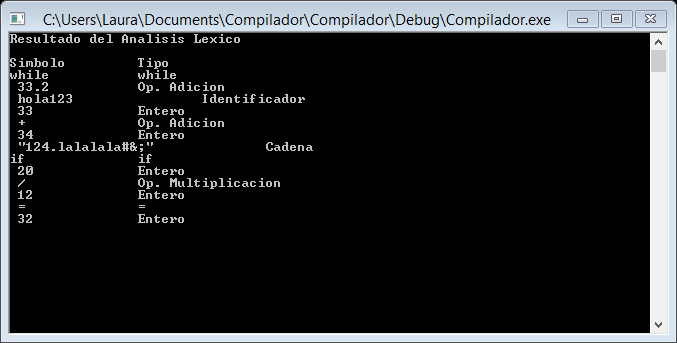 C:\Users\Laura\Documents\Compilador\Compilador\Debug\Compilador.exe
Resultado del Analisis Lexico
Simbolo Tipo
while while
33.2 Op. Adicion
hola123 Identificador
33 Entero
+ Op. Adicion
34 Entero
"124.lalalala#&;" Cadena
if if
20 Entero
/ Op. Multiplicacion
12 Entero
= =
32 Entero